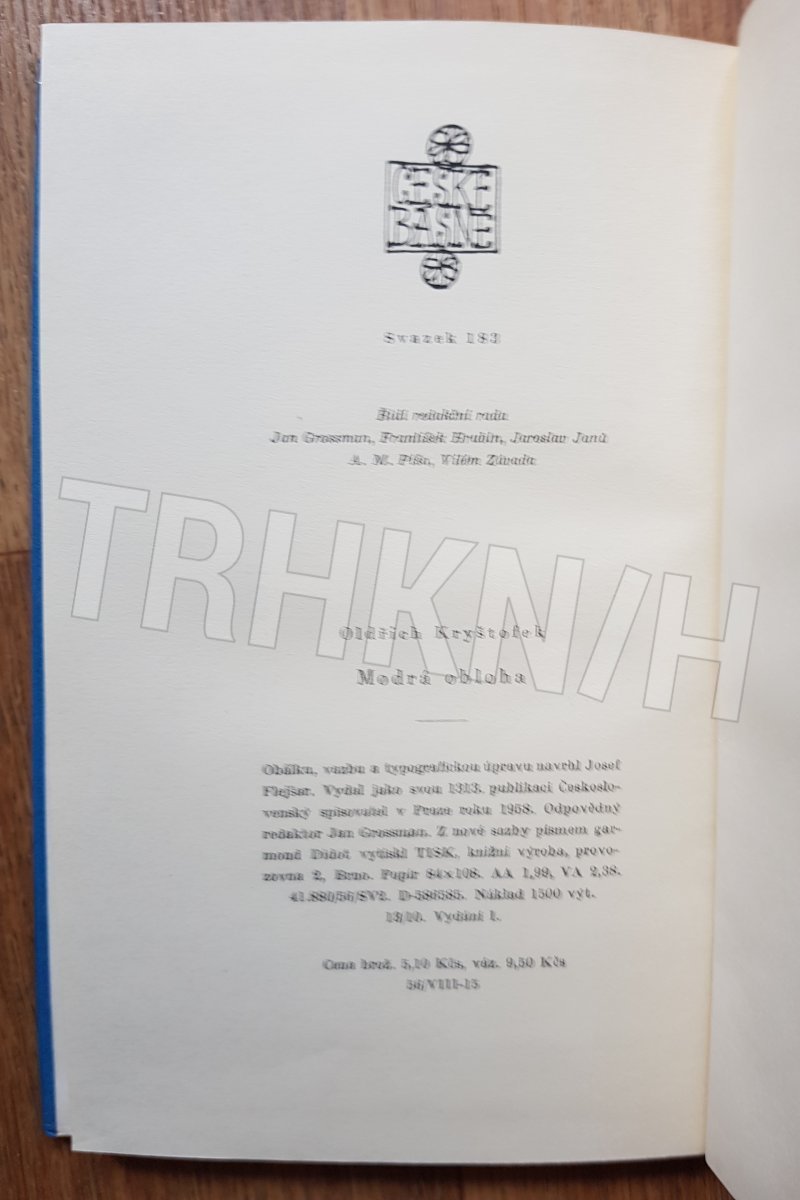 ČESKÉ
BÁSNĚ
Svazek 183
Řídí redakční rada
Jan Grossman, František Hrubín, Jaroslav Janů
A. M. Píša, Vilém Závada
TRHKN/H
Oldřich Kryštofek
Modrá obloha
Obálku, vazbu a typografickou úpravu navrhl Josef
Flejšar. Vydal jako svou 1313. publikaci Českoslo-
venský spisovatel v Praze roku 1958. Odpovědný
redaktor Jan Grossman. Z nové sazby písmem gar-
mond Didot vytiskl TISK, knižní výroba, provo-
zovna 2, Brno. Papír 84×108. AA 1,99, VA 2,38.
41.880/56/SV2. D-586585. Náklad 1500 výt.
13/10. Vydání I.
Cena brož. 5,10 Kčs, váz. 9,50 Kčs
56/VIII-15